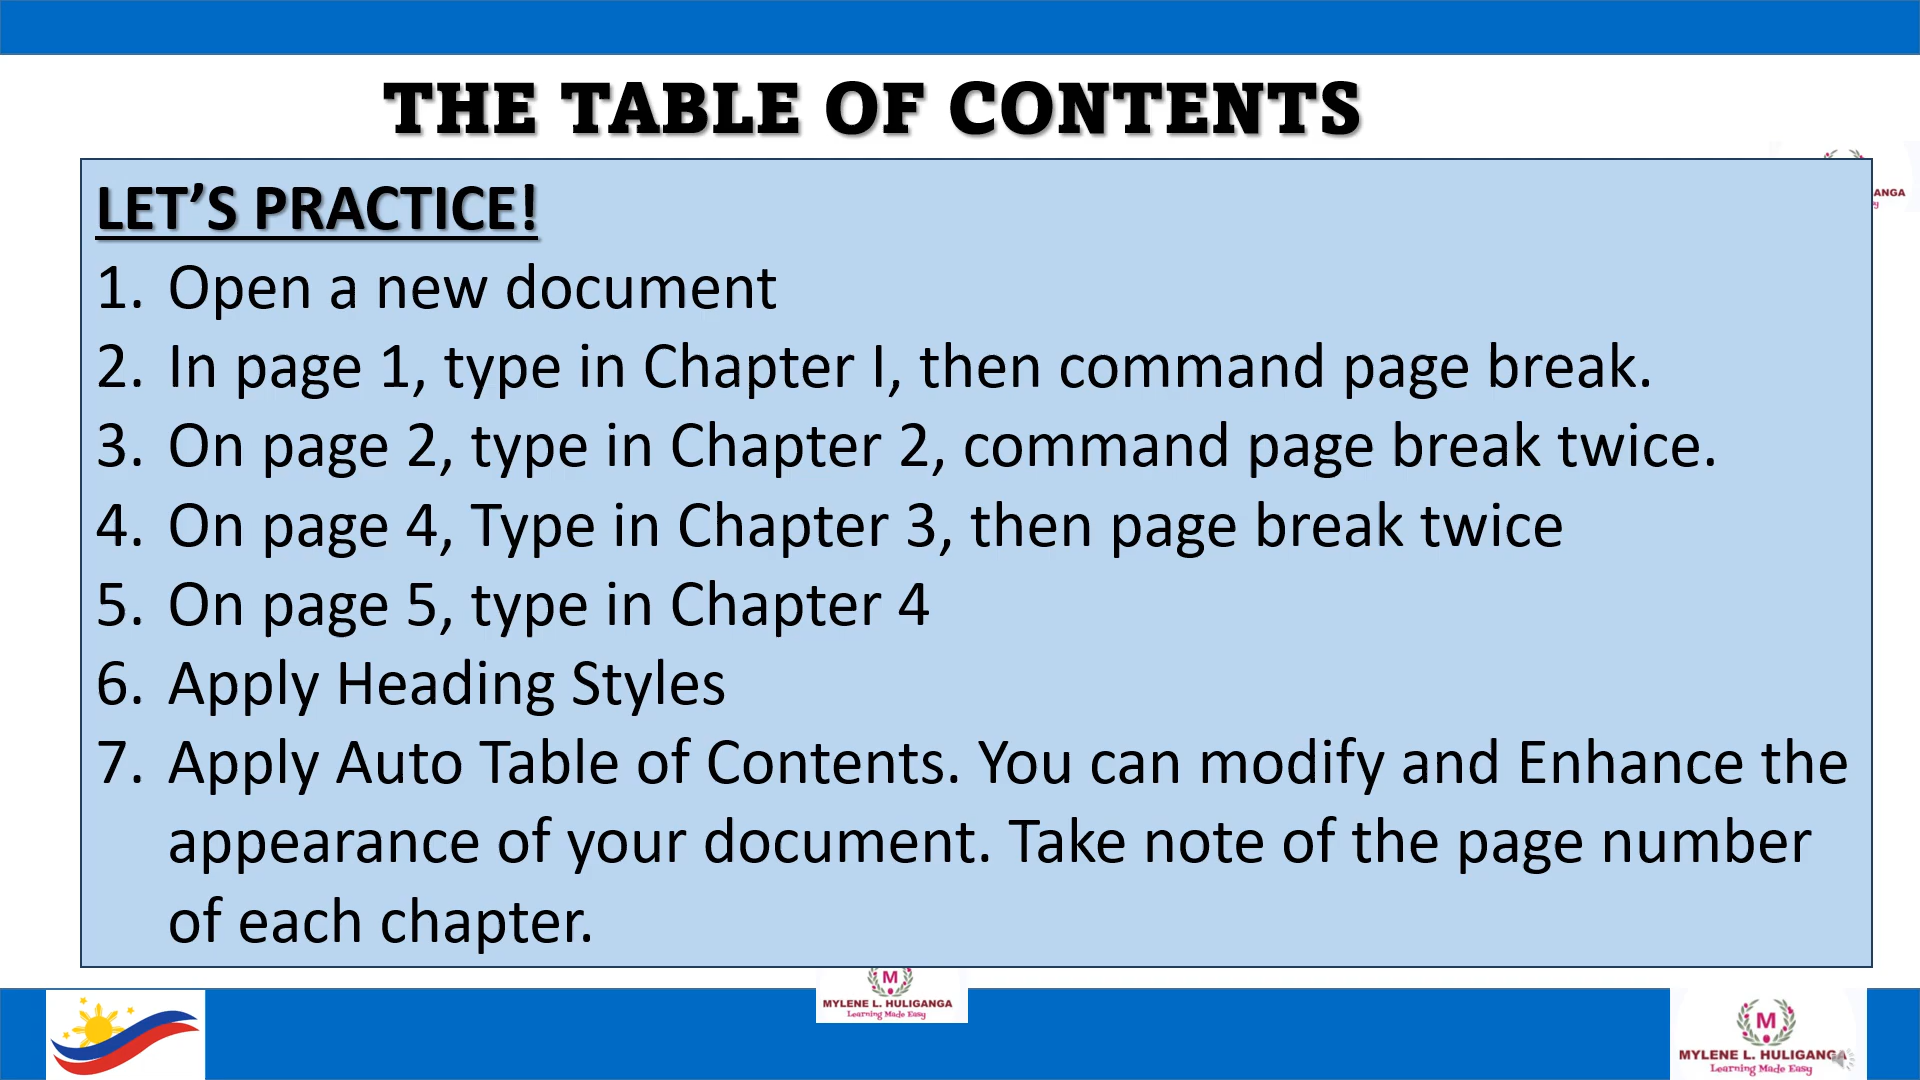 THE TABLE OF CONTENTS
ANGA
LET’S PRACTICE!
1. Open a new document
2. In page 1, type in Chapter I, then command page break.
3. On page 2, type in Chapter 2, command page break twice.
4. On page 4, Type in Chapter 3, then page break twice
5. On page 5, type in Chapter 4
6. Apply Heading Styles
7. Apply Auto Table of Contents. You can modify and Enhance the
appearance of your document. Take note of the page number
of each chapter.
M
MYLENE L. HULIGANGA
Learning Made Easy
M
MYLENE L. HULIGANGA
Learning Made Easy